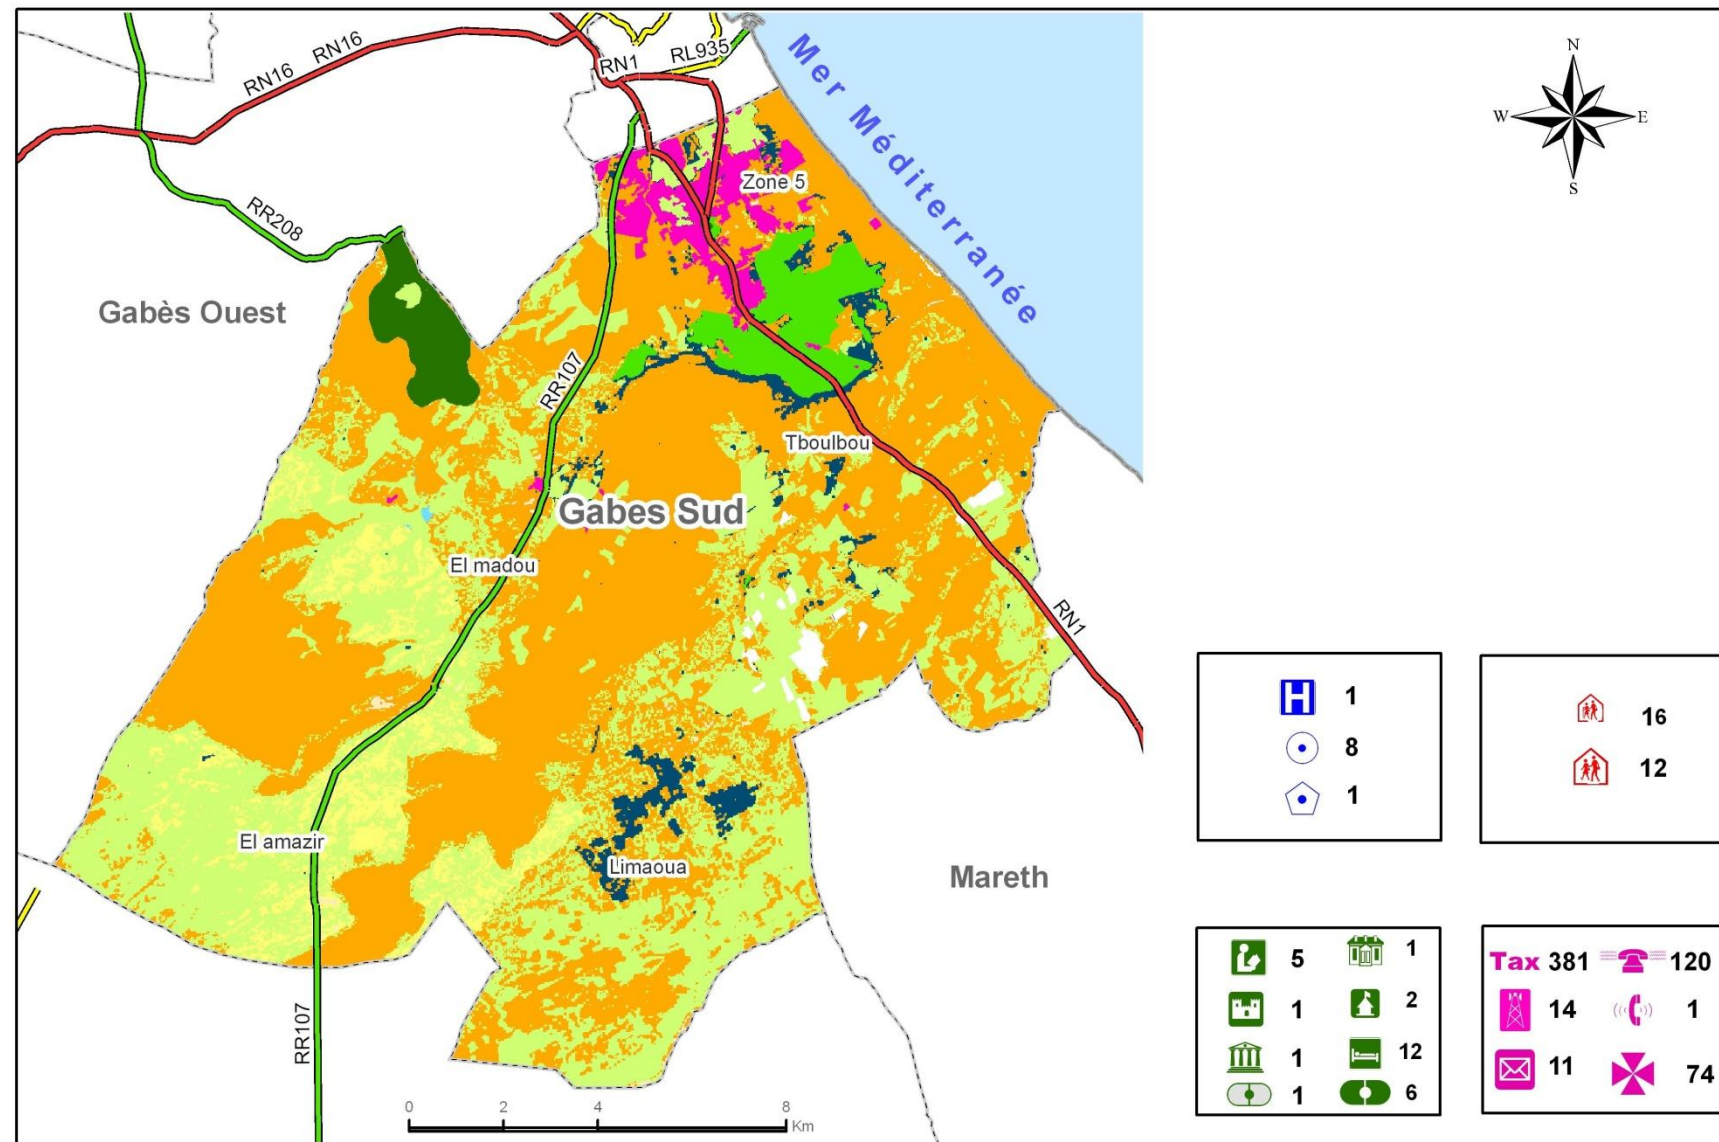 RN16
RN16
RN1
RL935
Mer Méditerranée
N
W
E
S
Zone 5
RR208
Gabès Ouest
RR107
Tboulbou
Gabes Sud
El madou
RN1
El amazir
Limaoua
Mareth
RR107
0 2 4 8
Km
H 1
8
1
16
12
5 1
1 2
1 12
1 6
Tax 381 120
14 1
11 74